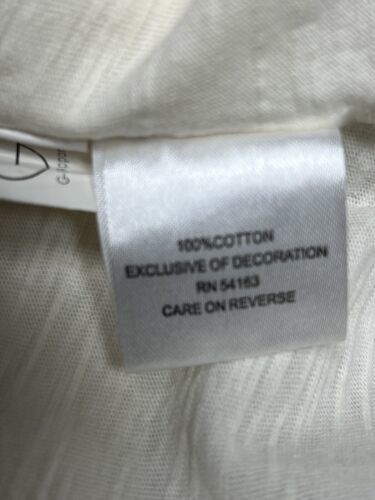 100%COTTON
EXCLUSIVE OF DECORATION
RN 54163
CARE ON REVERSE